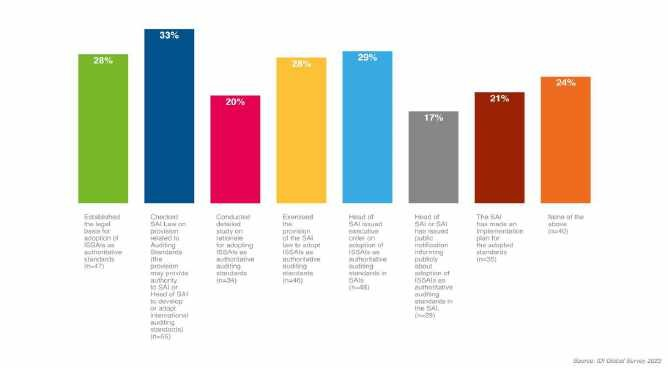 28%
33%
20%
28%
29%
17%
21%
24%
Established
the legal
basis for
adoption of
ISSAIs as
authoritative
standards
(n=47)
Checked
SAI Law on
provision
related to
Auditing
Standards
(the
provision
may provide
authority
to SAI or
Head of SAI
to develop
or adopt
international
auditing
standards)
(n=55)
Conducted
detailed
study on
rationale
for adopting
ISSAIs as
authoritative
auditing
standards
(n=34)
Exercised
the
provision
of the SAI
law to adopt
ISSAIs as
authoritative
auditing
standards
(n=46)
Head of
SAI issued
executive
order on
adoption of
ISSAIs as
authoritative
auditing
standards in
SAIs
(n=48)
Head of
SAI or SAI
has issued
public
notification
informing
publicly
about
adoption of
ISSAIs as
authoritative
auditing
standards in
the SAI.
(n=29)
The SAI
has made an
implementation
plan for
the adopted
standards
(n=35)
None of the
above
(n=40)
Source: IDI Global Survey 2023